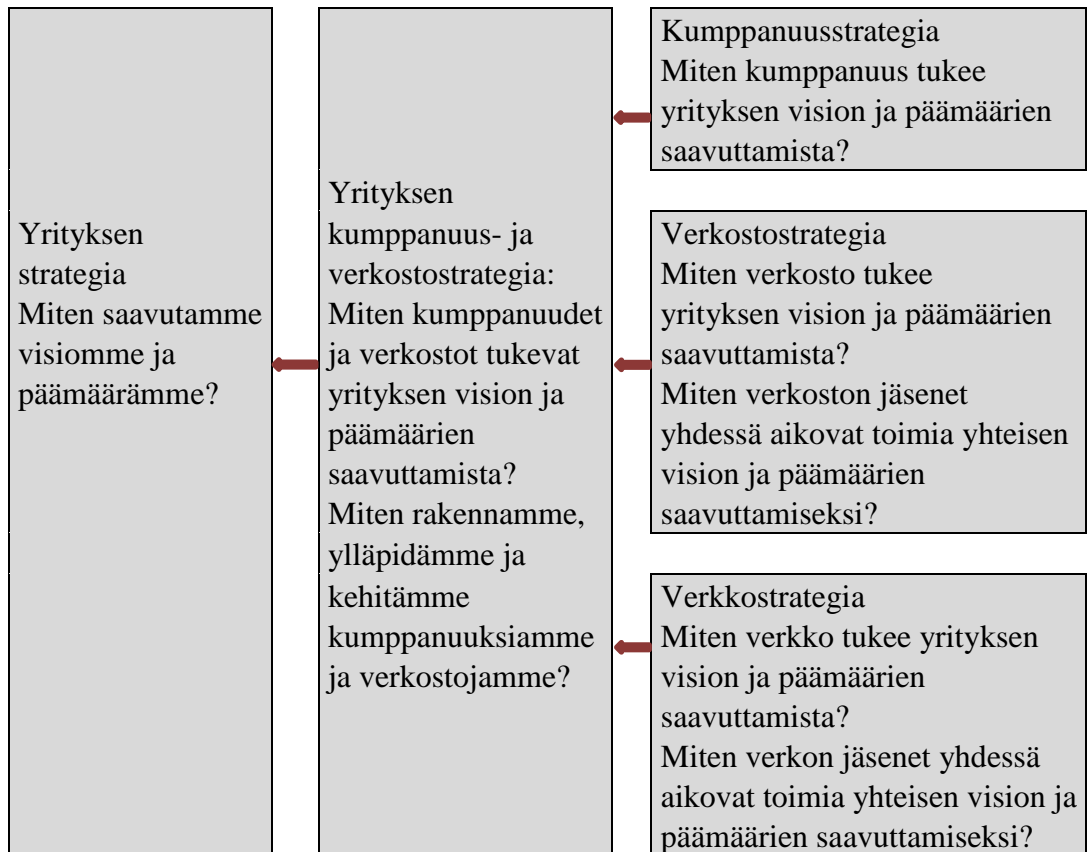 Yrityksen
strategia
Miten saavutamme
visiomme ja
päämäärämme?
Yrityksen
kumppanuus- ja
verkostostrategia:
Miten kumppanuudet
ja verkostot tukevat
yrityksen vision ja
päämäärien
saavuttamista?
Miten rakennamme,
ylläpidämme ja
kehitämme
kumppanuuksiamme
ja verkostojamme?
Kumppanuusstrategia
Miten kumppanuus tukee
yrityksen vision ja päämäärien
saavuttamista?
Verkostostrategia
Miten verkosto tukee
yrityksen vision ja päämäärien
saavuttamista?
Miten verkoston jäsenet
yhdessä aikovat toimia yhteisen
vision ja päämäärien
saavuttamiseksi?
Verkkostrategia
Miten verkko tukee yrityksen
vision ja päämäärien
saavuttamista?
Miten verkon jäsenet yhdessä
aikovat toimia yhteisen vision ja
päämäärien saavuttamiseksi?